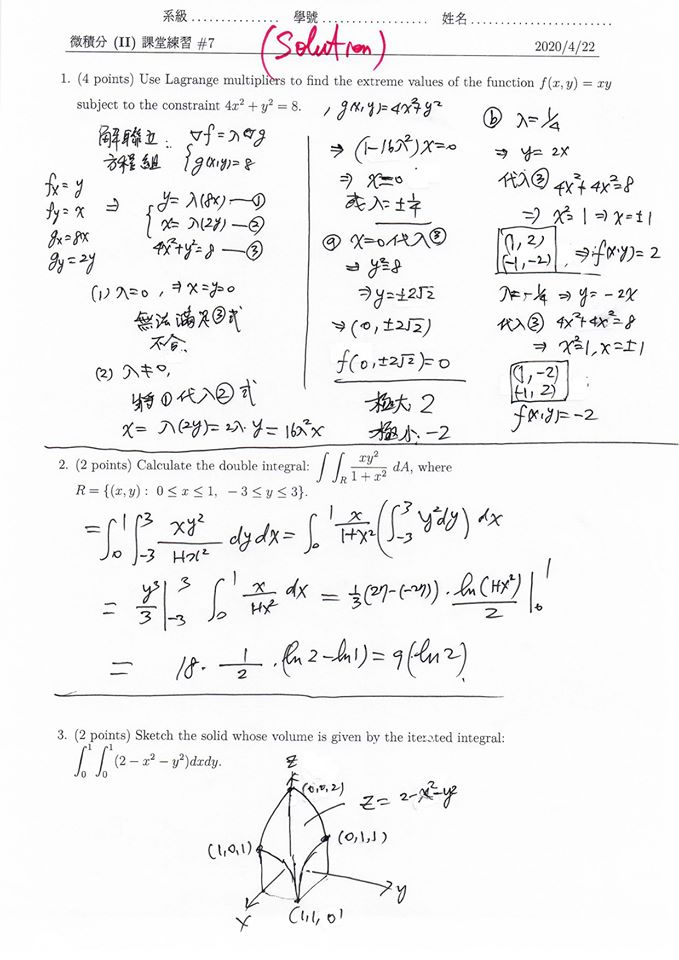 系級 . . . . . . . . . . . . . . . 學號 . . . . . . . . . . . . . . . . . . . . 姓名 . . . . . . . . . . . . . . . . . . . . .
微積分 (II) 課堂練習 #7 (Solution) 2020/4/22
1. (4 points) Use Lagrange multipliers to find the extreme values of the function f(x, y) = xy
subject to the constraint 4x² + y² = 8. , g(x,y)=4x²+y²
解聯立: ∇f = λ∇g
方程組 { g(x,y)=8
fx = y
fy = x
gx = 8x
gy = 2y
⇒ { y = λ(8x) —①
x = λ(2y) —②
4x²+y²=8 —③
(1) λ=0, ⇒ x=y=0
無法滿足③式
不合.
(2) λ≠0,
將①代入②式
x = λ(2y) = 2λ·y = 16λ²x
⇒ (1-16λ²)x=0
⇒ x=0
或 λ=±1/4
ⓐ x=0代入③
⇒ y²=8
⇒ y=±2√2
⇒ (0, ±2√2)
f(0, ±2√2)=0
極大 2
極小 -2
ⓑ λ=1/4
⇒ y=2x
代入③ 4x²+4x²=8
⇒ x²=1 ⇒ x=±1
(1, 2)
(-1, -2) ⇒ f(x,y)=2
λ=-1/4 ⇒ y=-2x
代入③ 4x²+4x²=8
⇒ x²=1, x=±1
(1, -2)
(-1, 2)
f(x,y)=-2
2. (2 points) Calculate the double integral: ∫∫_R xy²/(1+x²) dA, where
R = {(x, y) : 0 ≤ x ≤ 1, −3 ≤ y ≤ 3}.
= ∫₀¹ ∫₋₃³ xy²/(1+x²) dy dx = ∫₀¹ x/(1+x²) (∫₋₃³ y²dy) dx
= y³/3 |₋₃³ ∫₀¹ x/(1+x²) dx = 1/3 (27-(-27)) · ln(1+x²)/2 |₀¹
= 18 · 1/2 · (ln2-ln1) = 9(ln2)
3. (2 points) Sketch the solid whose volume is given by the iterated integral:
∫₀¹ ∫₀¹ (2 − x² − y²)dxdy.
z
(0,0,2)
z = 2-x²-y²
(1,0,1)
(0,1,1)
y
x
(1,1,0)